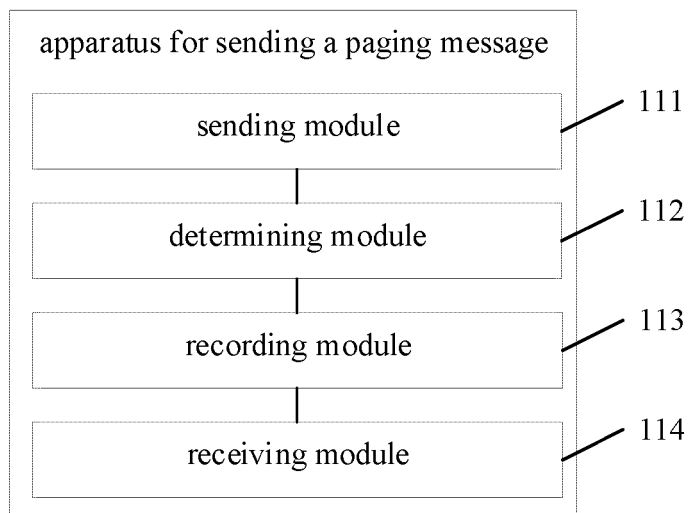 apparatus for sending a paging message
sending module
111
determining module
112
recording module
113
receiving module
114